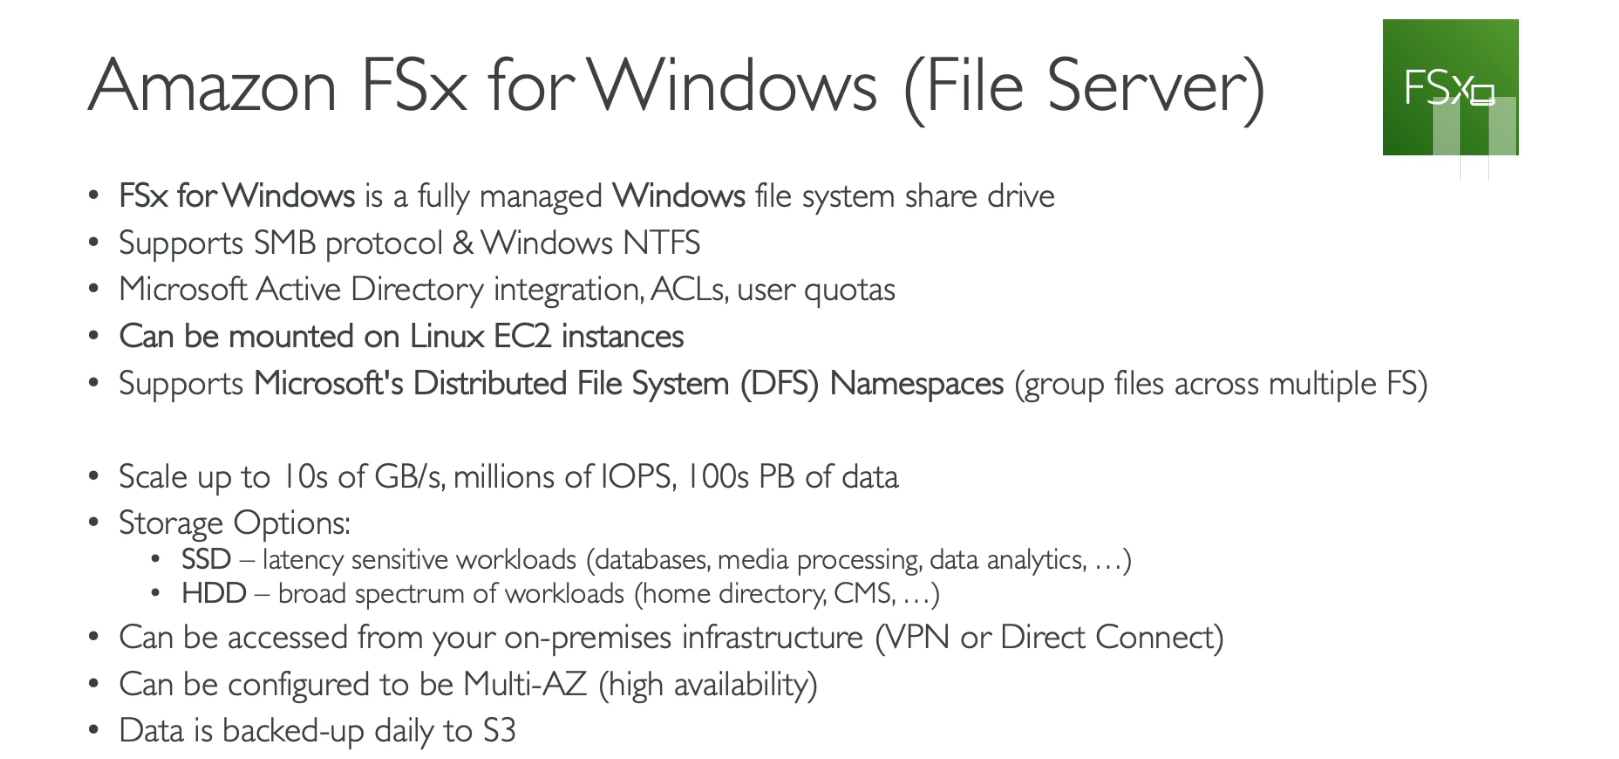 Amazon FSx for Windows (File Server)
FSx
• FSx for Windows is a fully managed Windows file system share drive
• Supports SMB protocol & Windows NTFS
• Microsoft Active Directory integration, ACLs, user quotas
• Can be mounted on Linux EC2 instances
• Supports Microsoft's Distributed File System (DFS) Namespaces (group files across multiple FS)
• Scale up to 10s of GB/s, millions of IOPS, 100s PB of data
• Storage Options:
• SSD – latency sensitive workloads (databases, media processing, data analytics, …)
• HDD – broad spectrum of workloads (home directory, CMS, …)
• Can be accessed from your on-premises infrastructure (VPN or Direct Connect)
• Can be configured to be Multi-AZ (high availability)
• Data is backed-up daily to S3